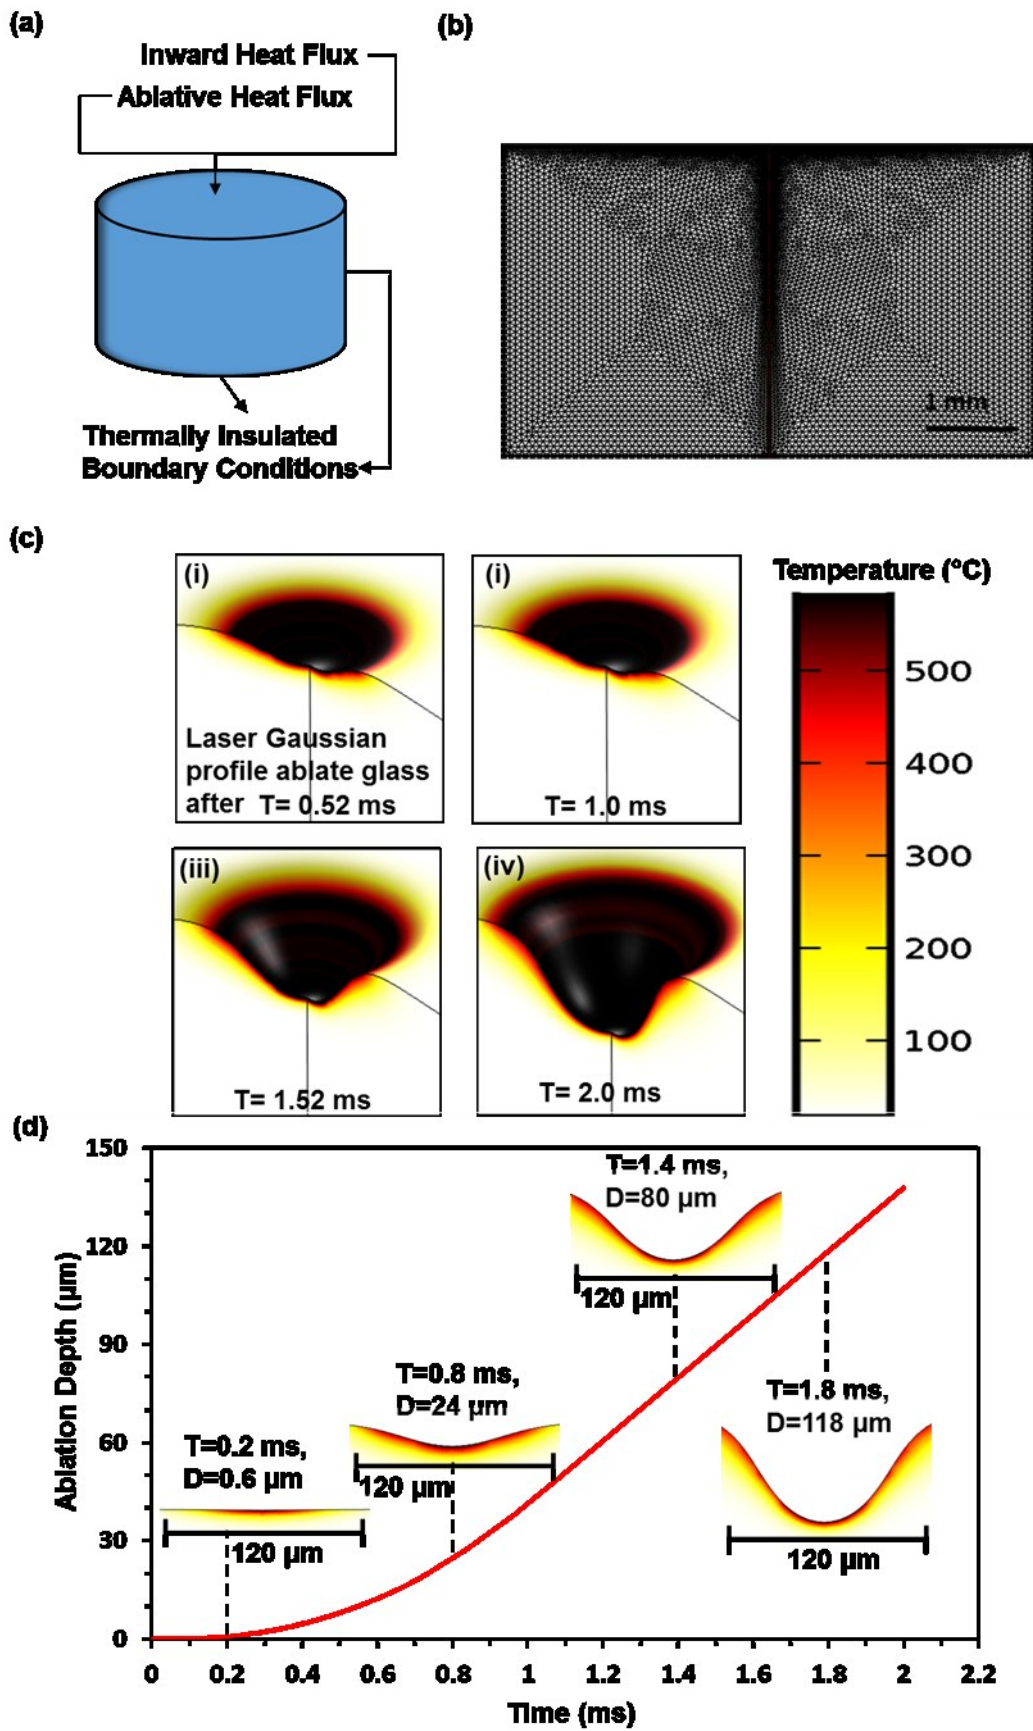 (a)
Inward Heat Flux
Ablative Heat Flux
Thermally Insulated
Boundary Conditions
(b)
1 mm
(c)
(i)
Laser Gaussian
profile ablate glass
after T= 0.52 ms
(i)
T= 1.0 ms
(iii)
T= 1.52 ms
(iv)
T= 2.0 ms
Temperature (°C)
500
400
300
200
100
(d)
Ablation Depth (µm)
150
120
90
60
30
0
T=0.2 ms,
D=0.6 µm
120 µm
T=0.8 ms,
D=24 µm
120 µm
T=1.4 ms,
D=80 µm
120 µm
T=1.8 ms,
D=118 µm
120 µm
0 0.2 0.4 0.6 0.8 1 1.2 1.4 1.6 1.8 2 2.2
Time (ms)